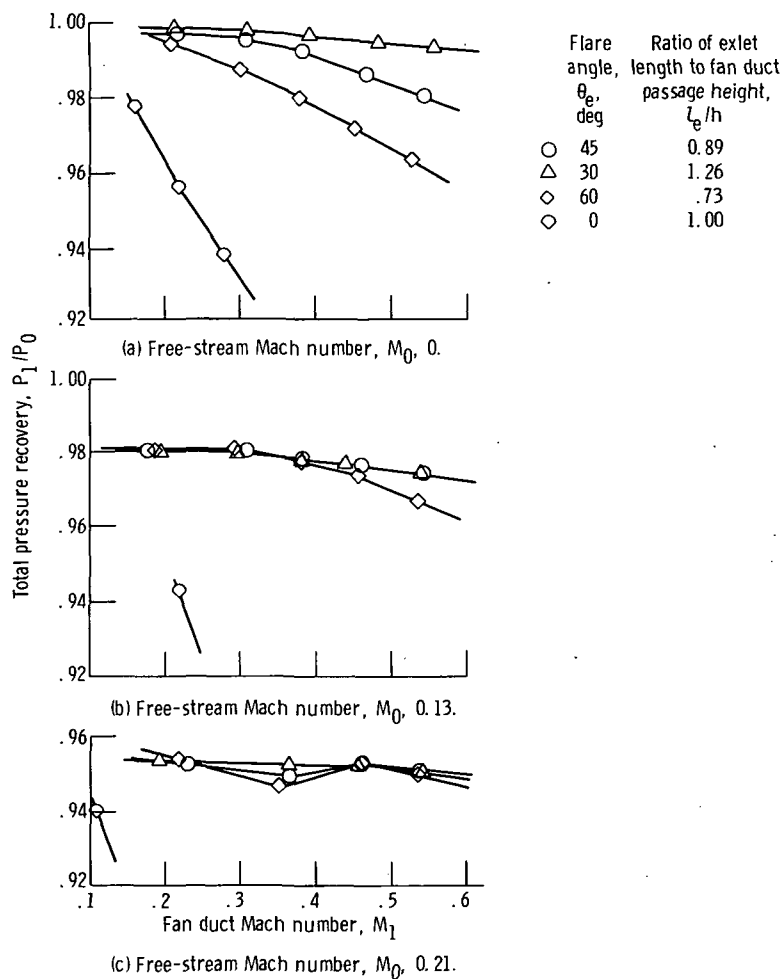 1.00
.98
.96
.94
.92
(a) Free-stream Mach number, M0, 0.
Flare angle, θe, deg
Ratio of exlet length to fan duct passage height, le/h
45 0.89
30 1.26
60 .73
0 1.00
Total pressure recovery, P1/P0
1.00
.98
.96
.94
.92
(b) Free-stream Mach number, M0, 0.13.
.96
.94
.92
.1 .2 .3 .4 .5 .6
Fan duct Mach number, M1
(c) Free-stream Mach number, M0, 0.21.